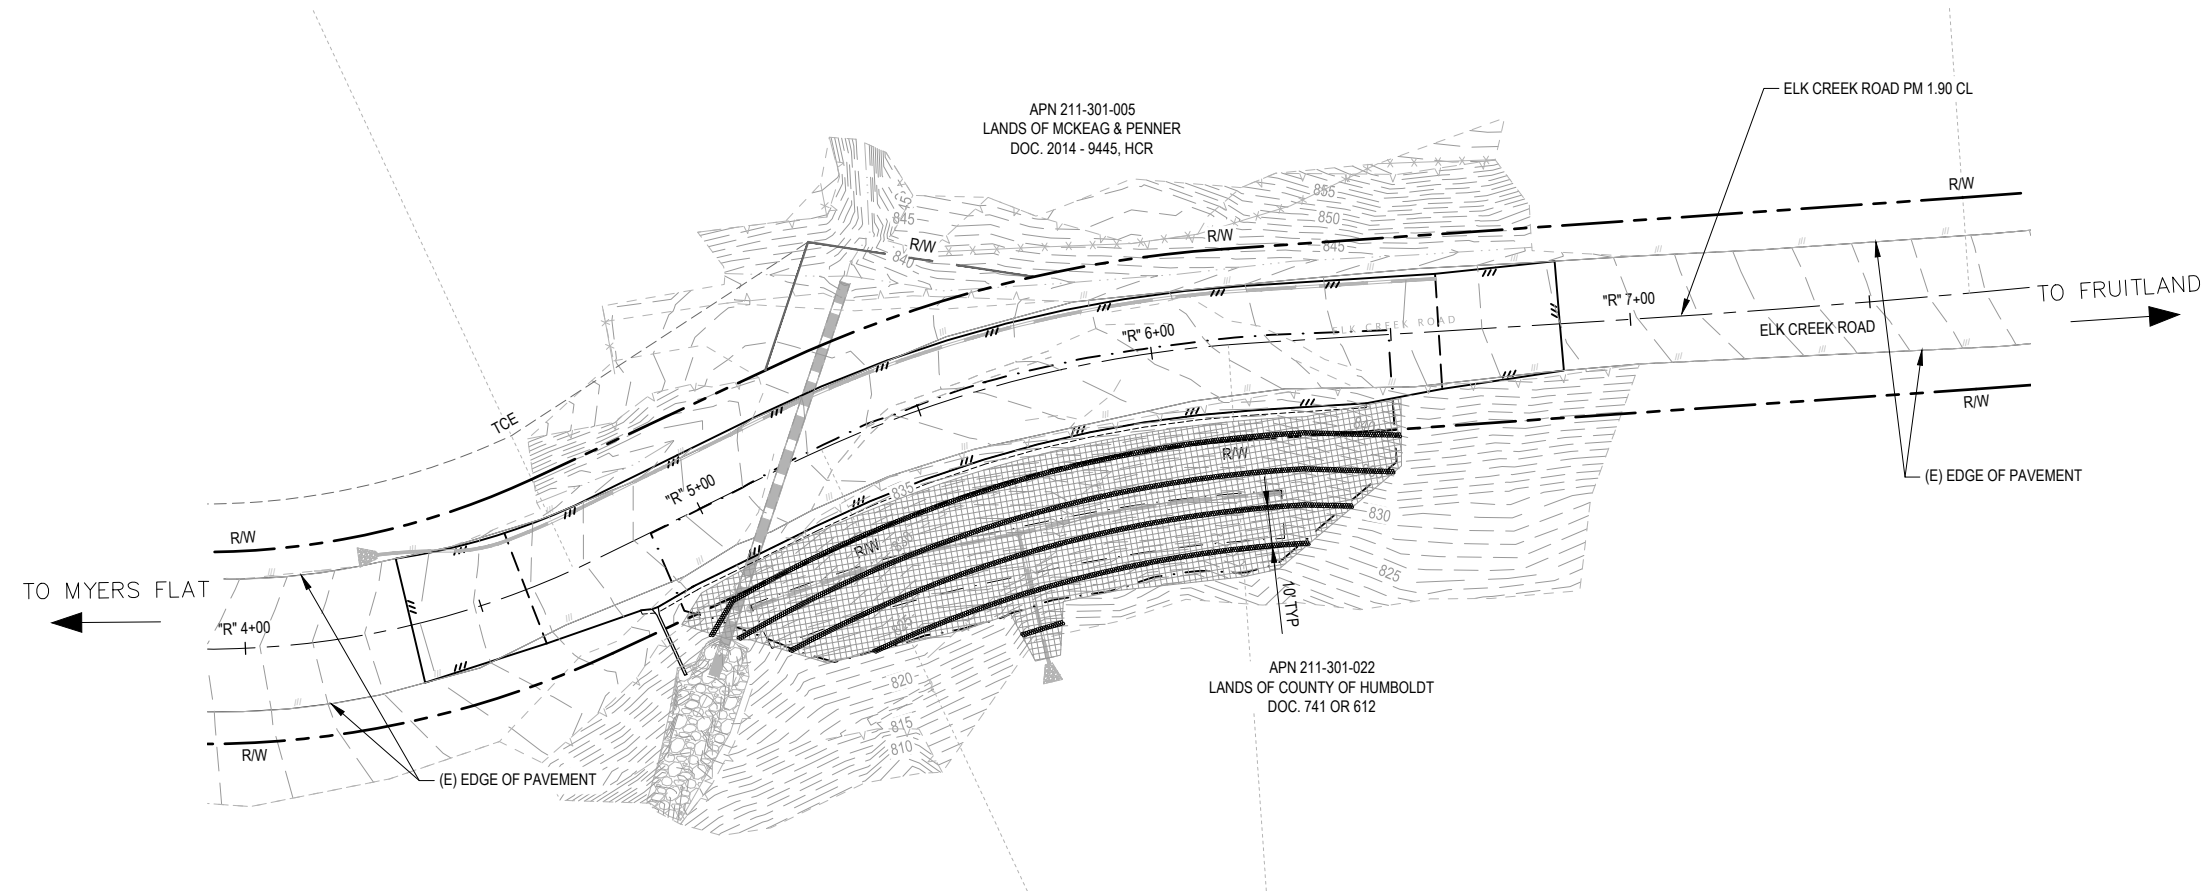 ELK CREEK ROAD PM 1.90 CL
APN 211-301-005
LANDS OF MCKEAG & PENNER
DOC. 2014 - 9445, HCR
R/W
855
850
845
845
845
R/W
R/W
840
TO FRUITLAND
"R" 7+00
ELK CREEK ROAD
ELK CREEK ROAD
"R" 6+00
R/W
TCE
R/W
(E) EDGE OF PAVEMENT
"R" 5+00
835
830
R/W
R/W
825
TO MYERS FLAT
"R" 4+00
10' TYP
APN 211-301-022
LANDS OF COUNTY OF HUMBOLDT
DOC. 741 OR 612
820
815
810
R/W
(E) EDGE OF PAVEMENT